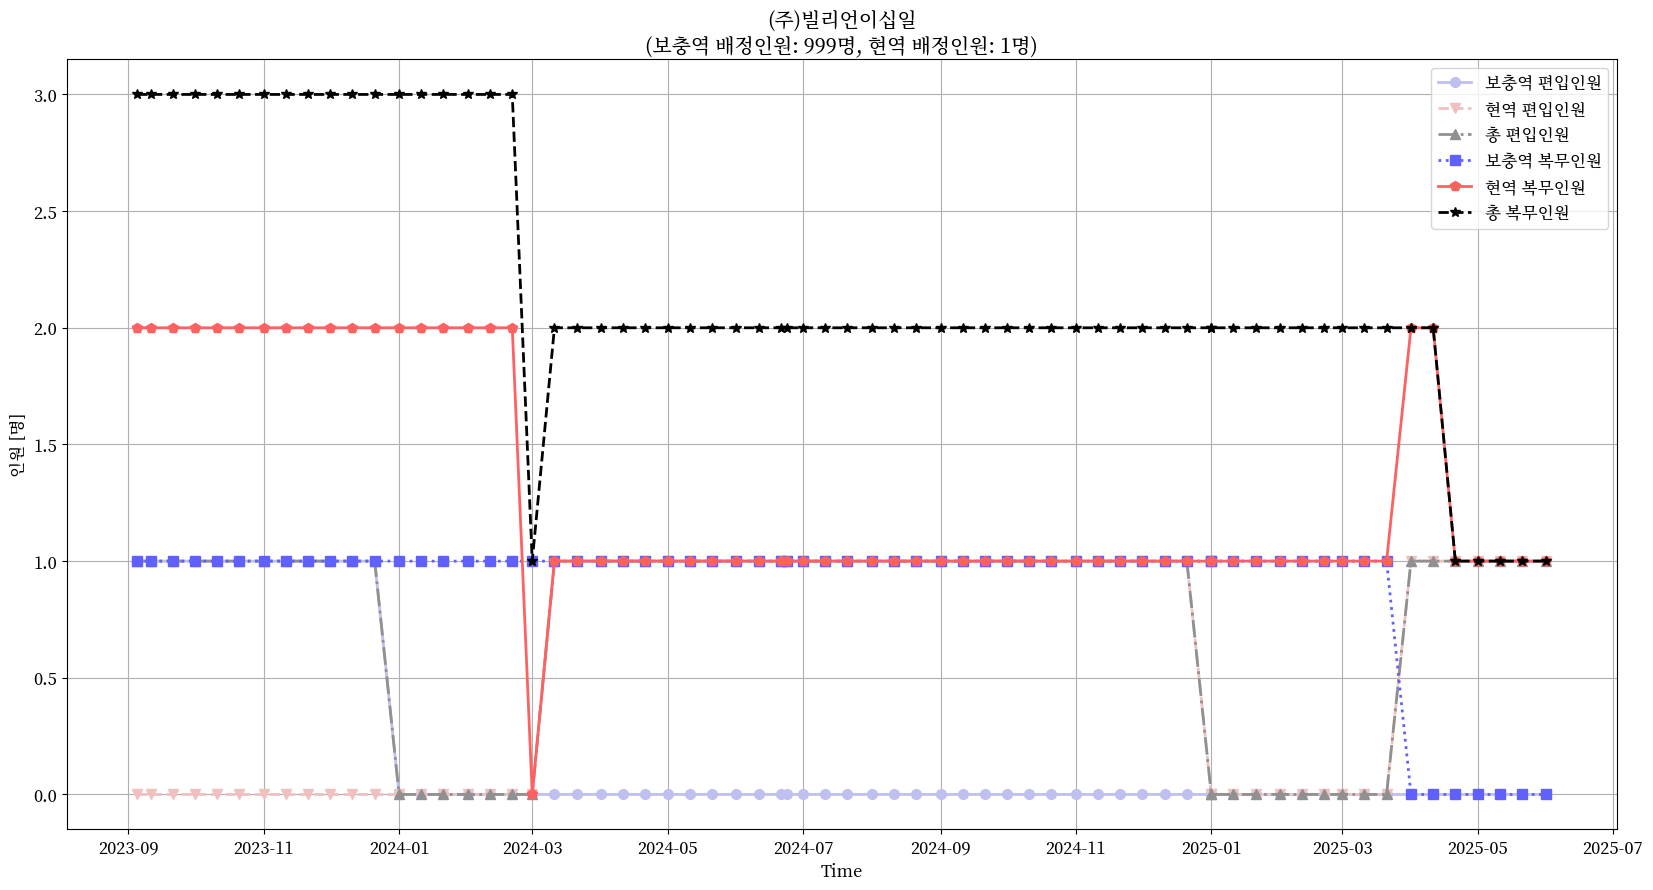 (주)빌리언이십일
(보충역 배정인원: 999명, 현역 배정인원: 1명)
보충역 편입인원
현역 편입인원
총 편입인원
보충역 복무인원
현역 복무인원
총 복무인원
인원 [명]
3.0
2.5
2.0
1.5
1.0
0.5
0.0
2023-09
2023-11
2024-01
2024-03
2024-05
2024-07
2024-09
2024-11
2025-01
2025-03
2025-05
2025-07
Time